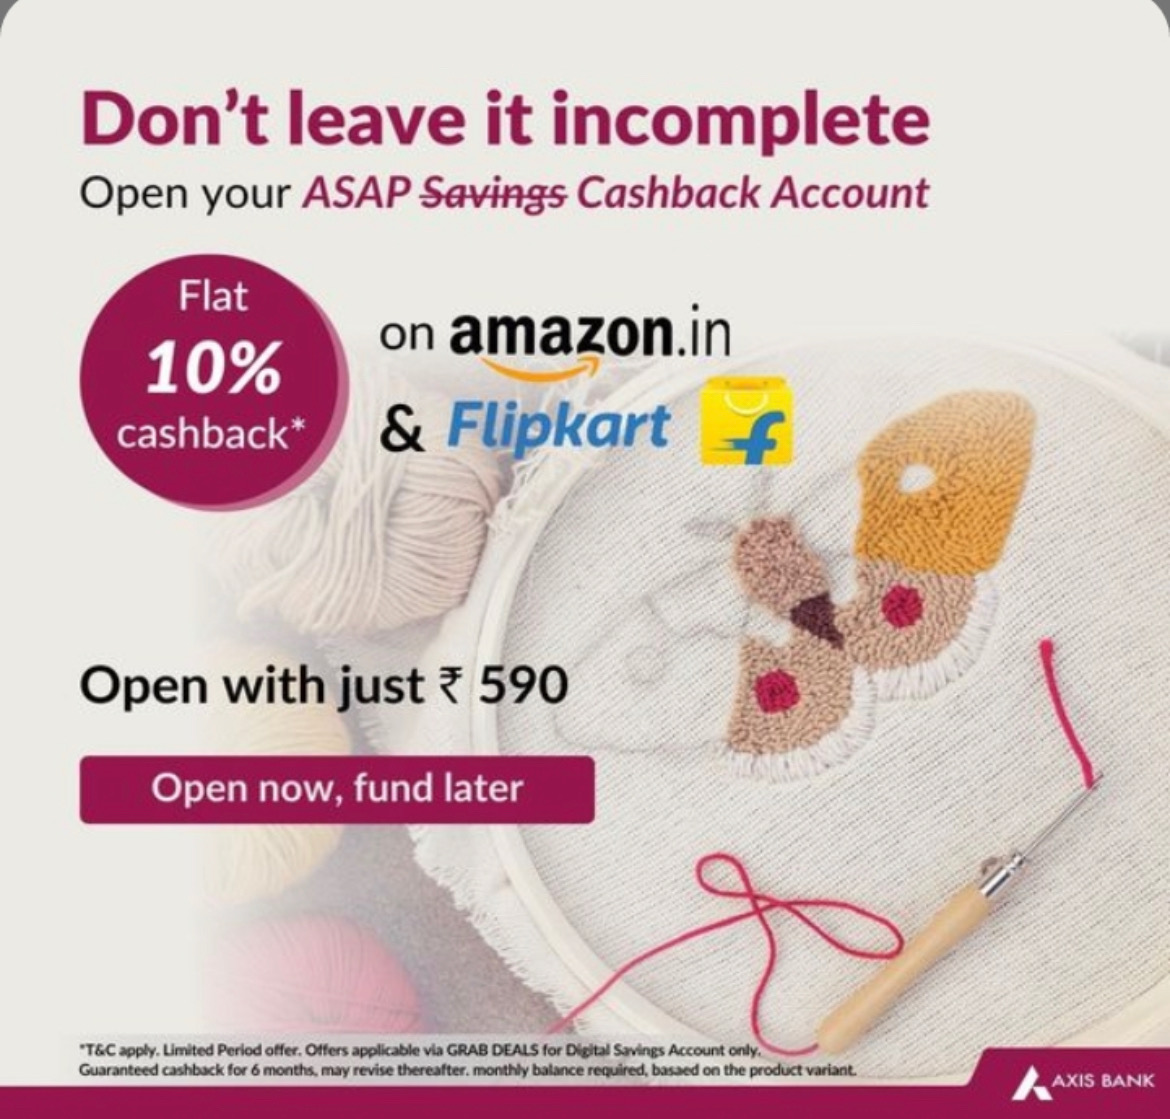 Don't leave it incomplete
Open your ASAP Savings Cashback Account
Flat
10%
cashback*
on amazon.in
& Flipkart
f
Open with just ₹ 590
Open now, fund later
*T&C apply. Limited Period offer. Offers applicable via GRAB DEALS for Digital Savings Account only.
Guaranteed cashback for 6 months, may revise thereafter. monthly balance required, basaed on the product variant.
AXIS BANK